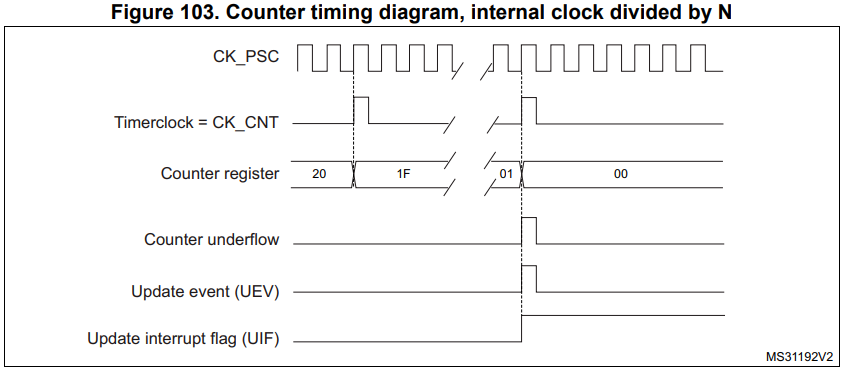 Figure 103. Counter timing diagram, internal clock divided by N
CK_PSC
Timerclock = CK_CNT
Counter register 20 1F 01 00
Counter underflow
Update event (UEV)
Update interrupt flag (UIF)
MS31192V2